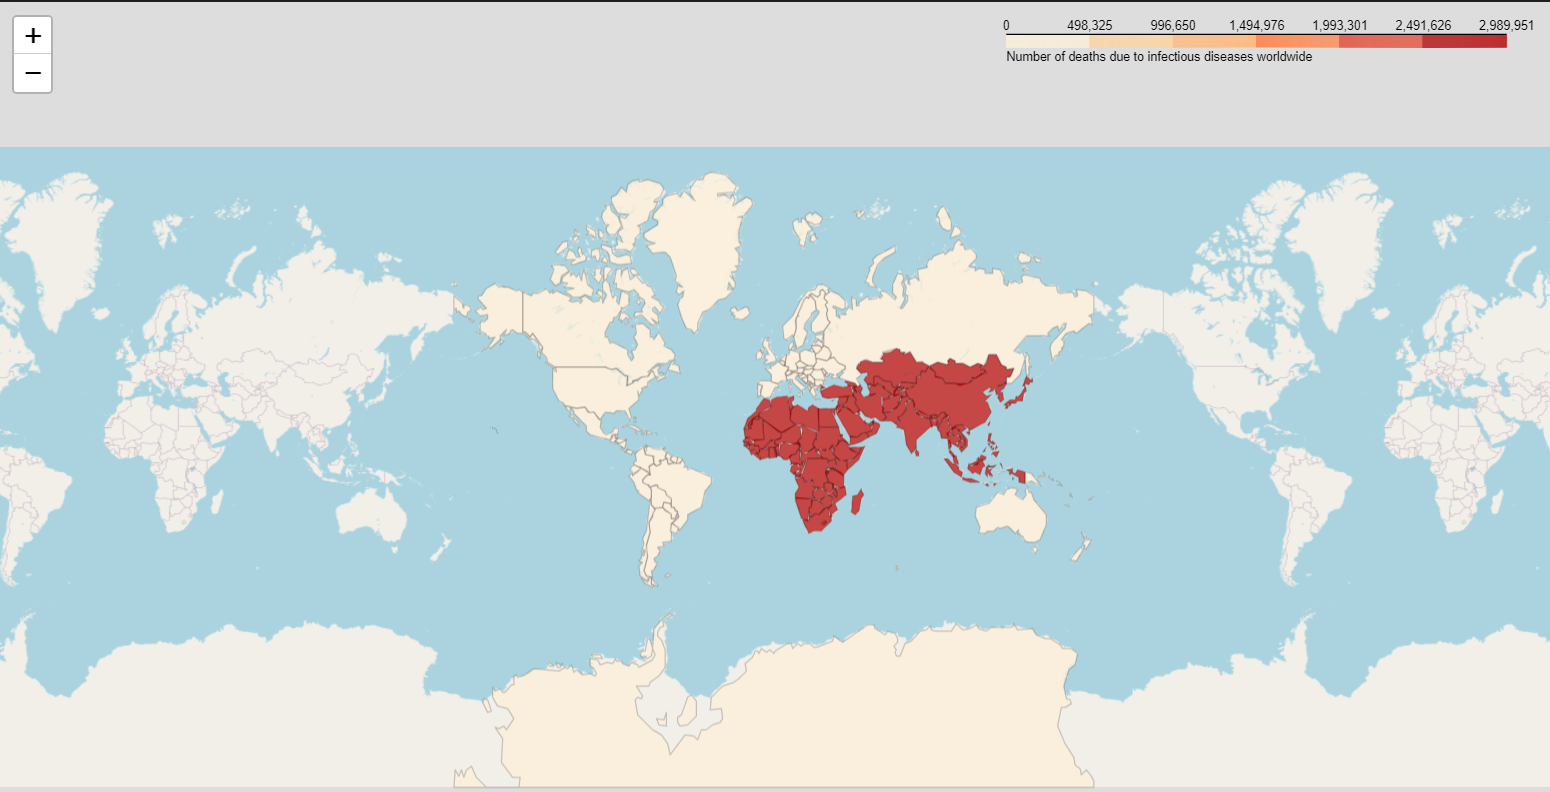 +
−
0 498,325 996,650 1,494,976 1,993,301 2,491,626 2,989,951
Number of deaths due to infectious diseases worldwide